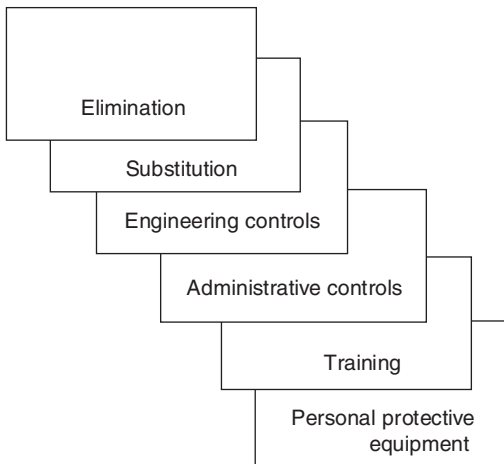 Elimination
Substitution
Engineering controls
Administrative controls
Training
Personal protective
equipment